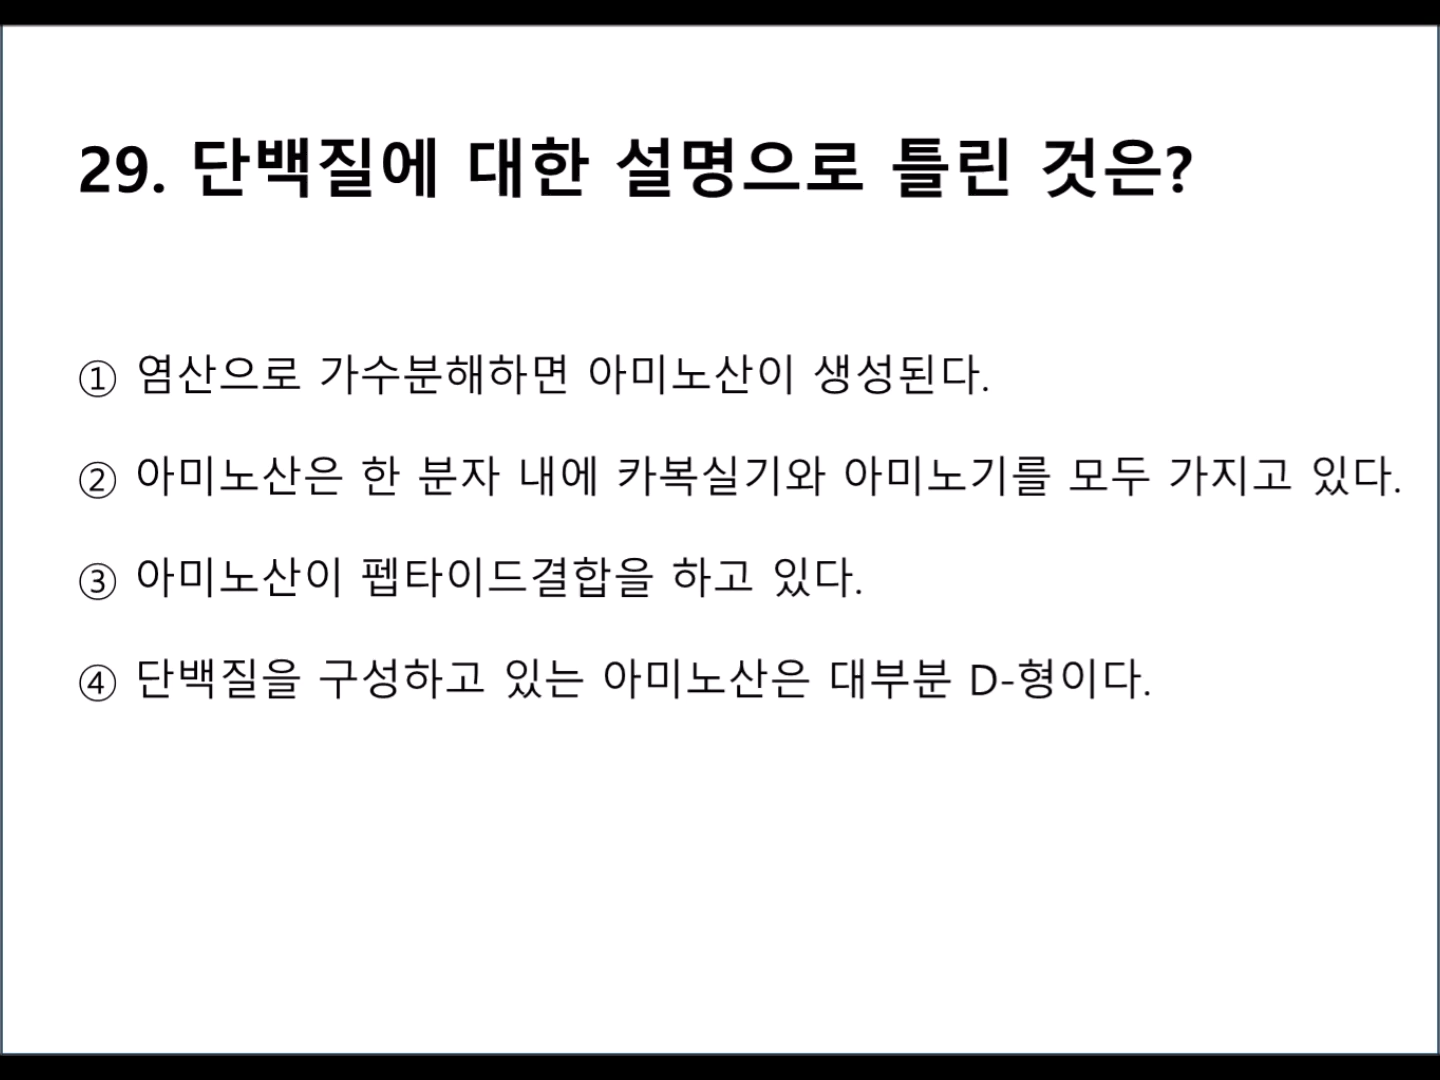 29. 단백질에 대한 설명으로 틀린 것은?
① 염산으로 가수분해하면 아미노산이 생성된다.
② 아미노산은 한 분자 내에 카복실기와 아미노기를 모두 가지고 있다.
③ 아미노산이 펩타이드결합을 하고 있다.
④ 단백질을 구성하고 있는 아미노산은 대부분 D-형이다.